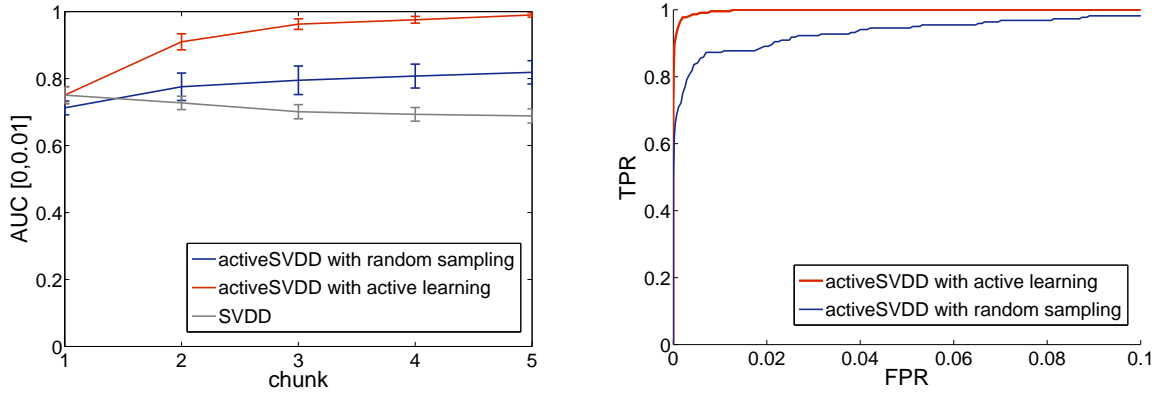 1
0.8
0.6
0.4
0.2
0
AUC [0,0.01]
activeSVDD with random sampling
activeSVDD with active learning
SVDD
1
2
3
4
5
chunk
1
0.8
0.6
0.4
0.2
0
TPR
activeSVDD with active learning
activeSVDD with random sampling
0
0.02
0.04
0.06
0.08
0.1
FPR